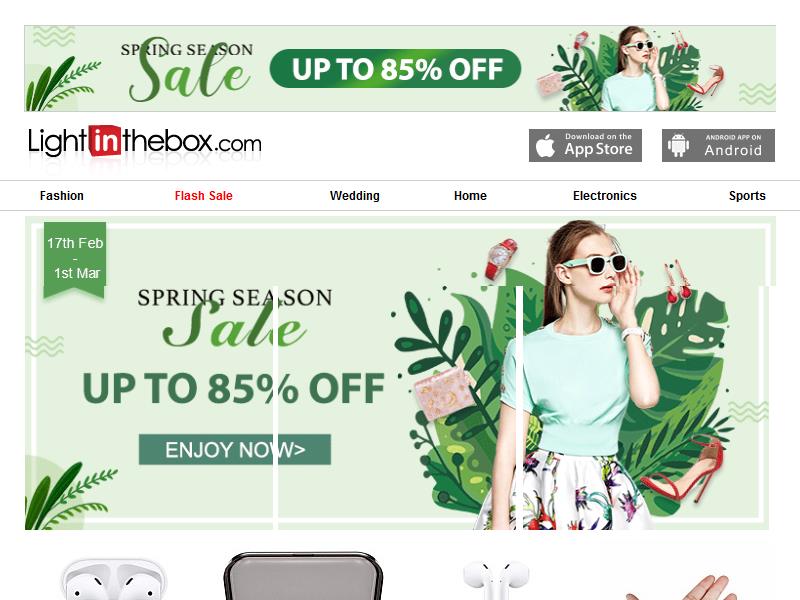 SPRING SEASON
Sale
UP TO 85% OFF
Lightinthebox.com
Download on the
App Store
ANDROID APP ON
Android
Fashion
Flash Sale
Wedding
Home
Electronics
Sports
17th Feb
-
1st Mar
SPRING SEASON
Sale
UP TO 85% OFF
ENJOY NOW>